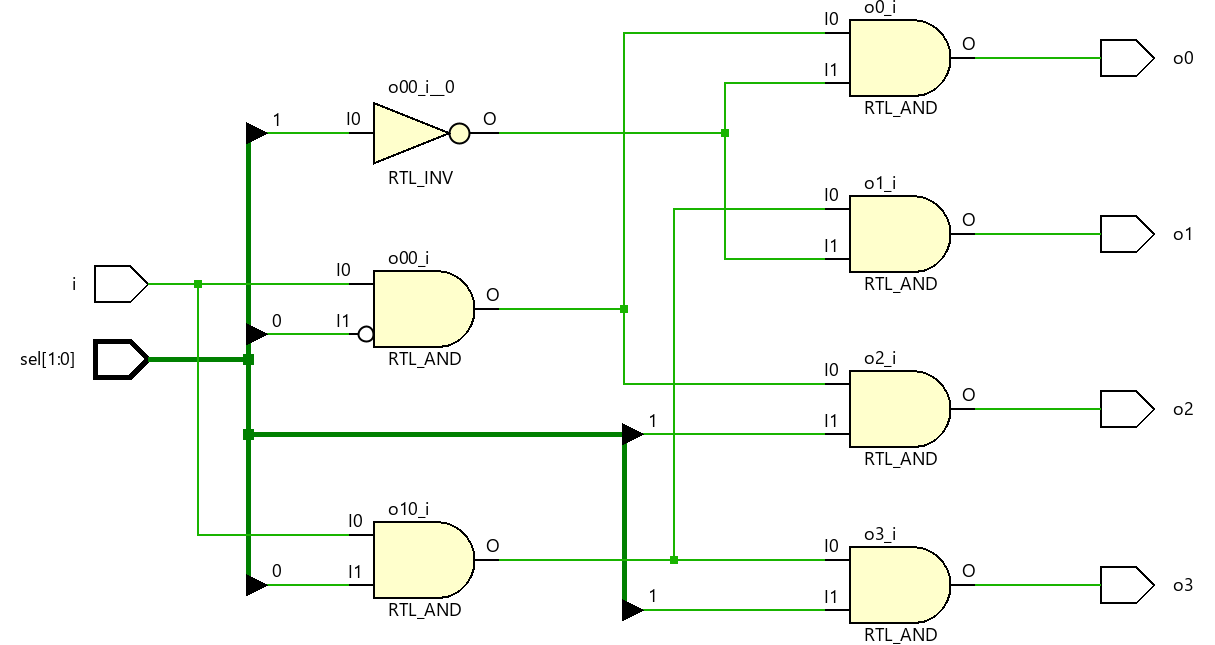 o0_i
I0
O
I1
o0
RTL_AND
o00_i__0
1
I0
O
RTL_INV
o1_i
I0
O
I1
o1
RTL_AND
o00_i
i
I0
O
0
I1
RTL_AND
sel[1:0]
o2_i
I0
O
1
I1
o2
RTL_AND
o10_i
I0
O
0
I1
RTL_AND
o3_i
I0
O
1
I1
o3
RTL_AND